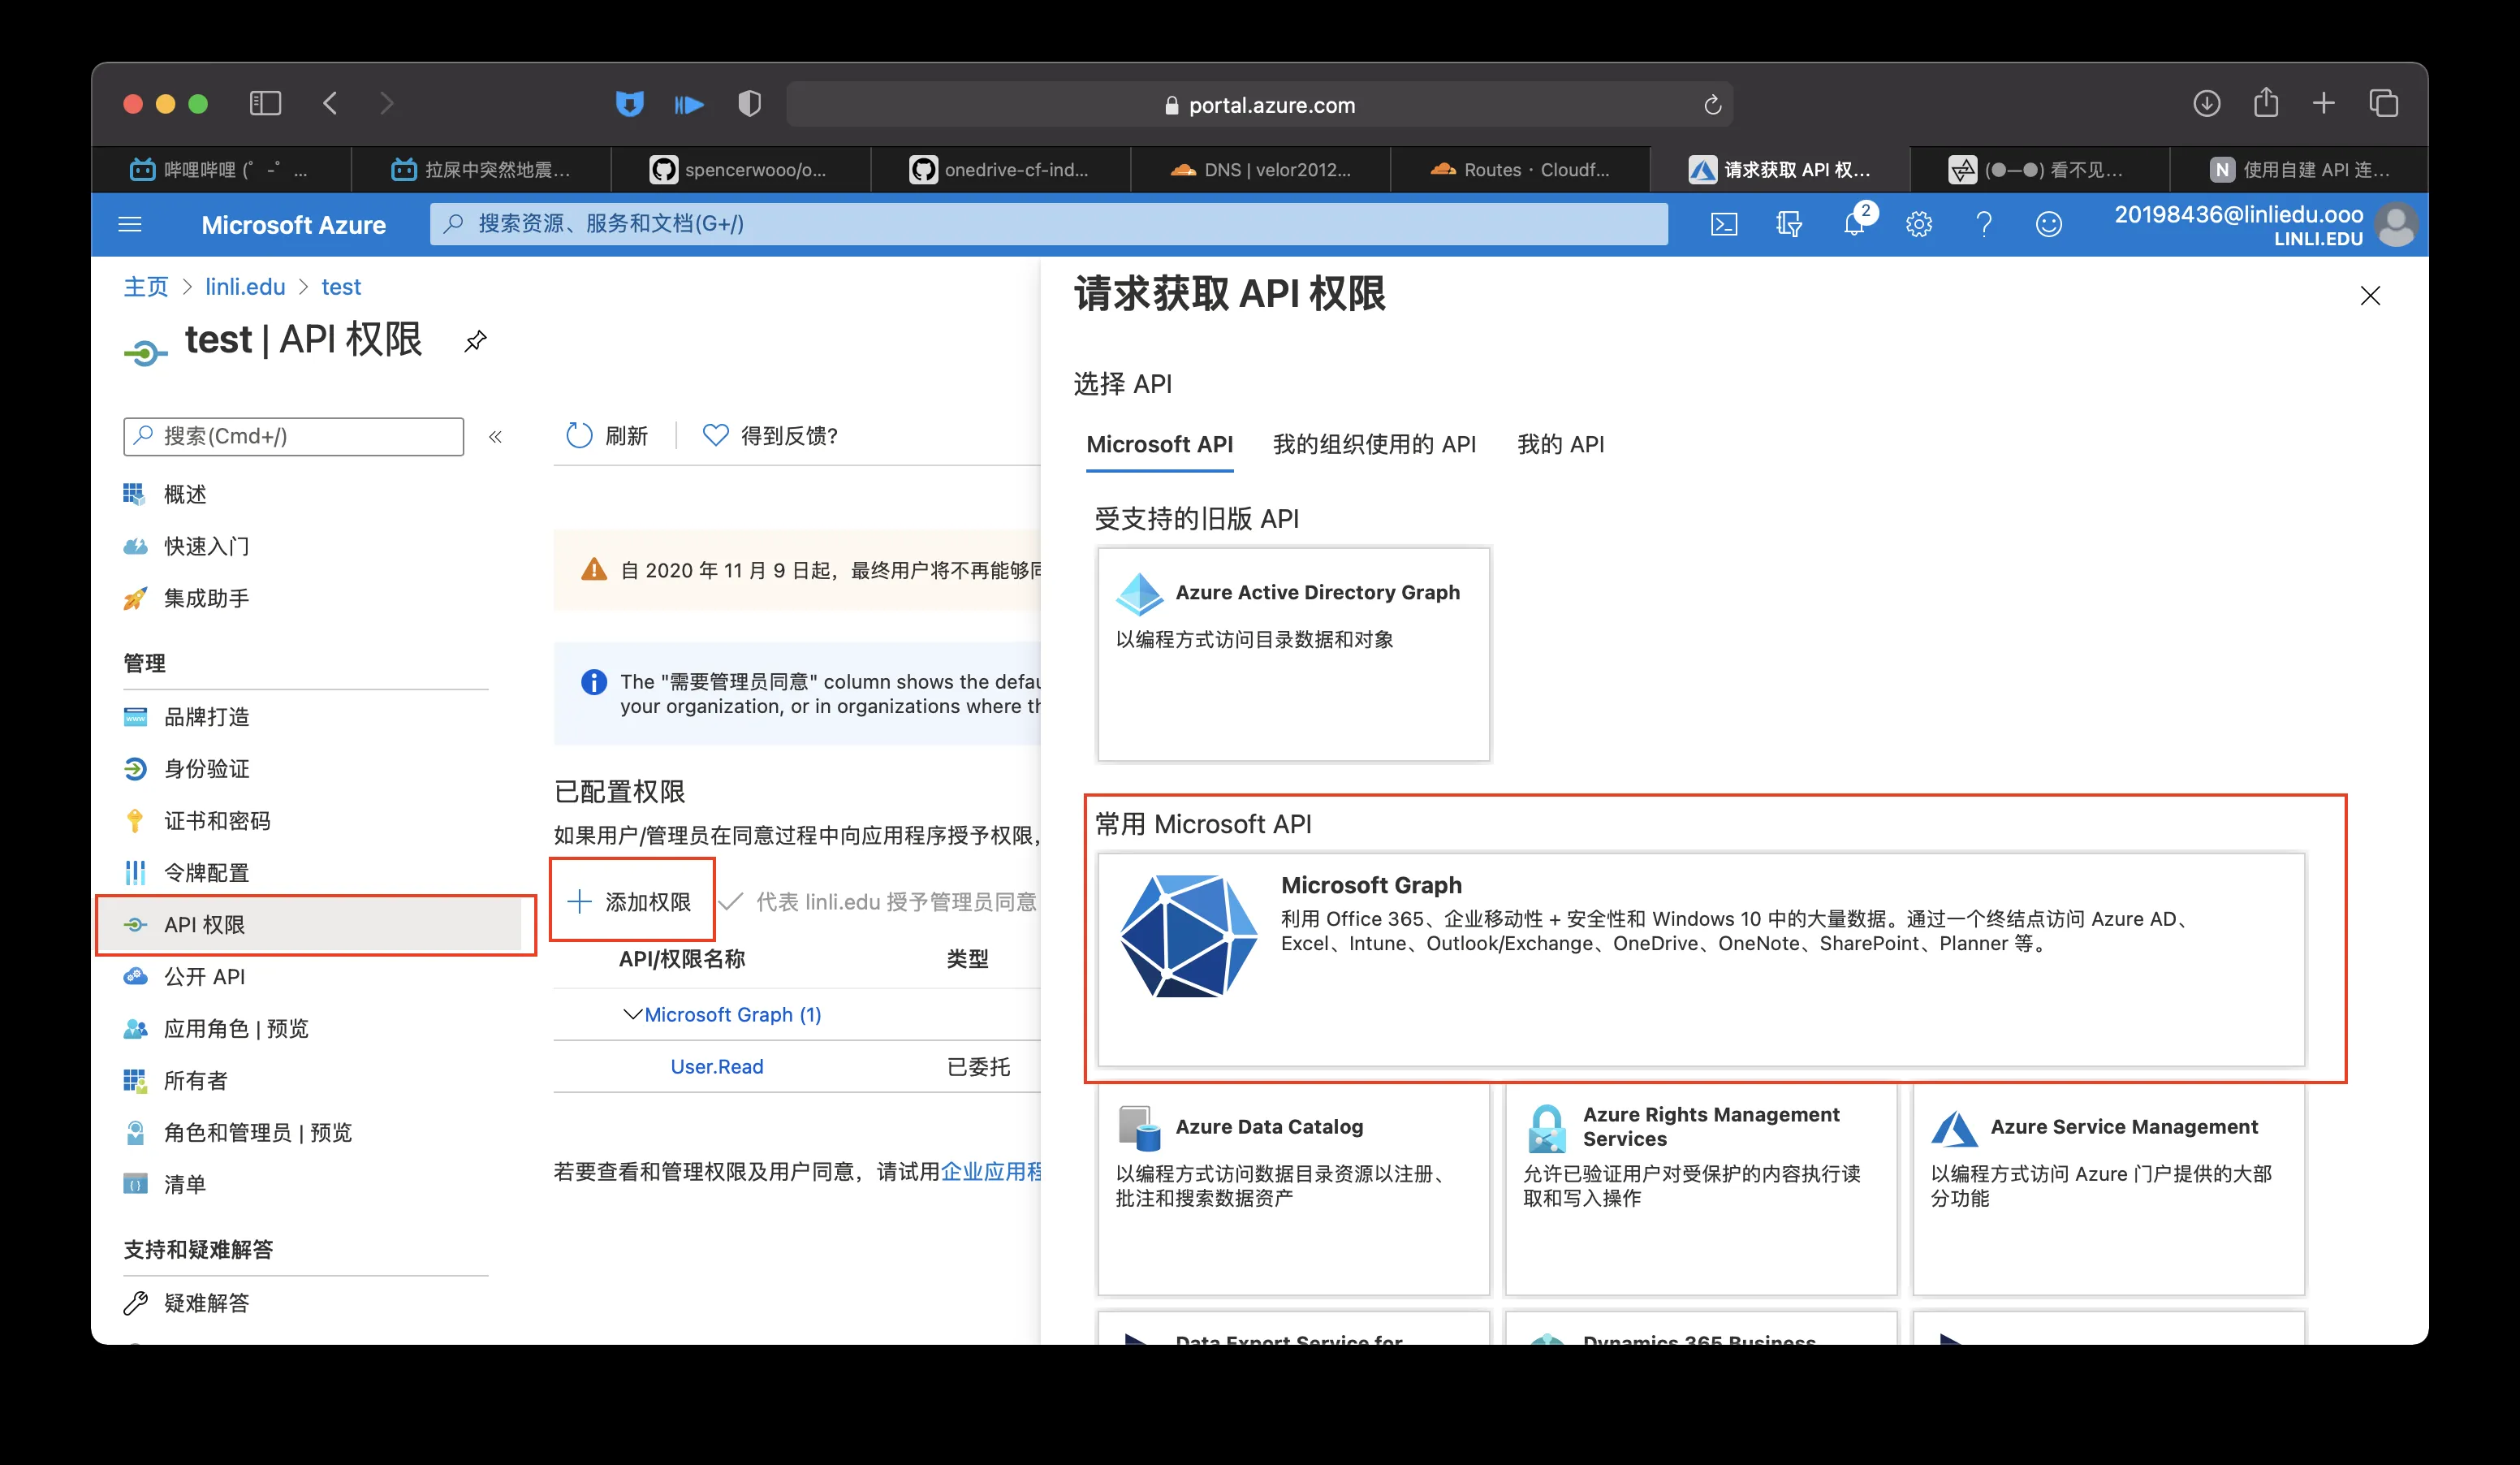 portal.azure.com
哔哩哔哩 (゜-゜...
拉屎中突然地震...
spencerwooo/o...
onedrive-cf-ind...
DNS | velor2012...
Routes · Cloudf...
请求获取 API 权...
(●—●) 看不见...
N
使用自建 API 连...
Microsoft Azure
搜索资源、服务和文档(G+/)
2
20198436@linliedu.ooo
LINLI.EDU
主页 > linli.edu > test
test | API 权限
搜索(Cmd+/)
«
概述
快速入门
集成助手
管理
品牌打造
身份验证
证书和密码
令牌配置
API 权限
公开 API
应用角色 | 预览
所有者
角色和管理员 | 预览
清单
支持和疑难解答
疑难解答
刷新
得到反馈?
自 2020 年 11 月 9 日起，最终用户将不再能够同
The "需要管理员同意" column shows the defau
your organization, or in organizations where th
已配置权限
如果用户/管理员在同意过程中向应用程序授予权限，
添加权限
代表 linli.edu 授予管理员同意
API/权限名称
类型
Microsoft Graph (1)
User.Read
已委托
若要查看和管理权限及用户同意，请试用企业应用程
请求获取 API 权限
选择 API
Microsoft API
我的组织使用的 API
我的 API
受支持的旧版 API
Azure Active Directory Graph
以编程方式访问目录数据和对象
常用 Microsoft API
Microsoft Graph
利用 Office 365、企业移动性 + 安全性和 Windows 10 中的大量数据。通过一个终结点访问 Azure AD、
Excel、Intune、Outlook/Exchange、OneDrive、OneNote、SharePoint、Planner 等。
Azure Data Catalog
以编程方式访问数据目录资源以注册、
批注和搜索数据资产
Azure Rights Management
Services
允许已验证用户对受保护的内容执行读
取和写入操作
Azure Service Management
以编程方式访问 Azure 门户提供的大部
分功能
Data Export Service for
Dynamics 365 Business